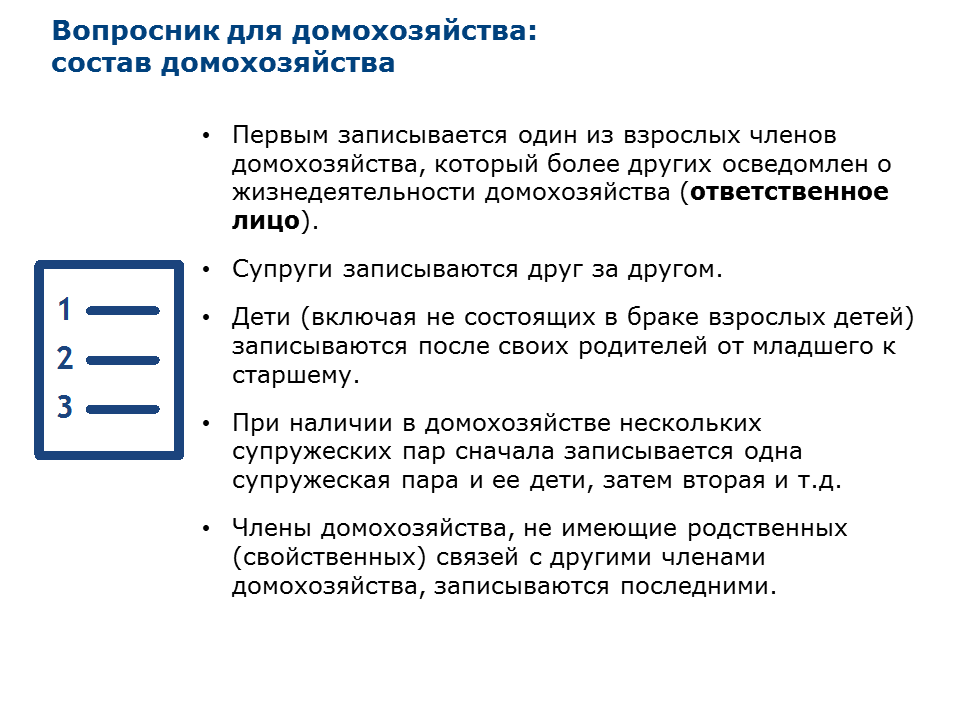 Вопросник для домохозяйства:
состав домохозяйства
• Первым записывается один из взрослых членов
домохозяйства, который более других осведомлен о
жизнедеятельности домохозяйства (ответственное
лицо).
• Супруги записываются друг за другом.
• Дети (включая не состоящих в браке взрослых детей)
записываются после своих родителей от младшего к
старшему.
• При наличии в домохозяйстве нескольких
супружеских пар сначала записывается одна
супружеская пара и ее дети, затем вторая и т.д.
• Члены домохозяйства, не имеющие родственных
(свойственных) связей с другими членами
домохозяйства, записываются последними.
1
2
3